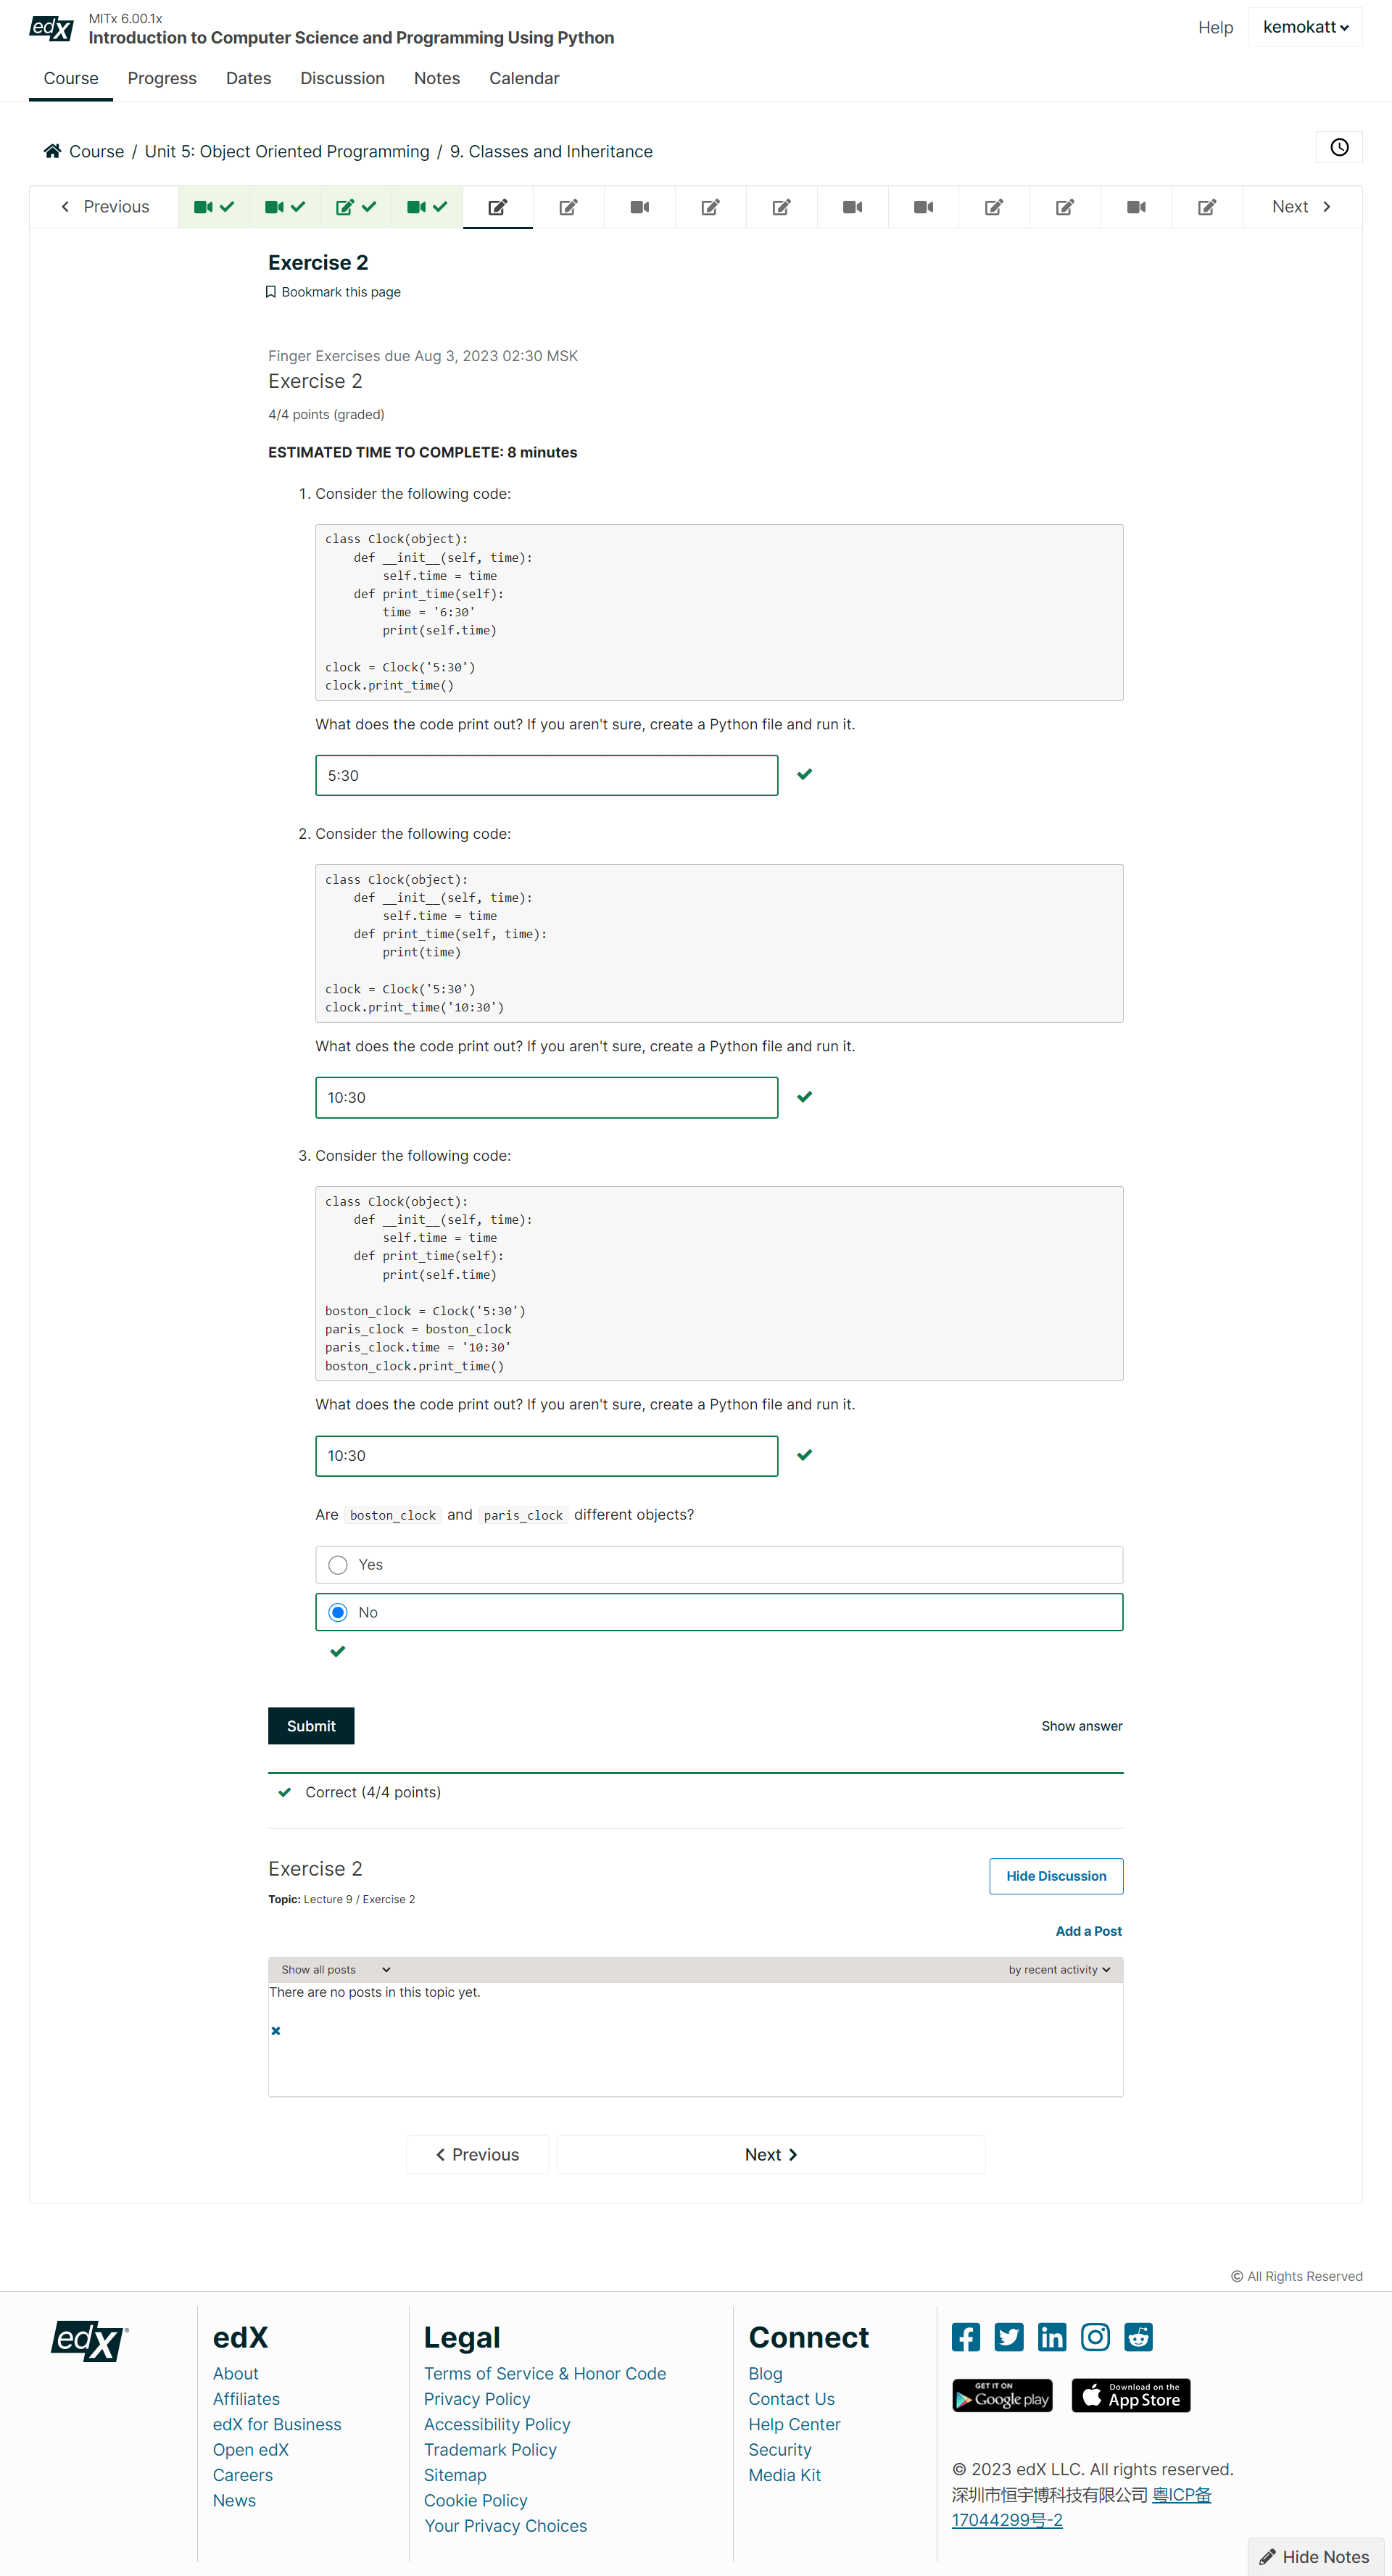 edX
MITx 6.00.1x
Introduction to Computer Science and Programming Using Python
Help
kemokatt
Course Progress Dates Discussion Notes Calendar
Course / Unit 5: Object Oriented Programming / 9. Classes and Inheritance
Previous
Next
Exercise 2
Bookmark this page
Finger Exercises due Aug 3, 2023 02:30 MSK
Exercise 2
4/4 points (graded)
ESTIMATED TIME TO COMPLETE: 8 minutes
1. Consider the following code:
class Clock(object):
    def __init__(self, time):
        self.time = time
    def print_time(self):
        time = '6:30'
        print(self.time)
clock = Clock('5:30')
clock.print_time()
What does the code print out? If you aren't sure, create a Python file and run it.
5:30
2. Consider the following code:
class Clock(object):
    def __init__(self, time):
        self.time = time
    def print_time(self, time):
        print(time)
clock = Clock('5:30')
clock.print_time('10:30')
What does the code print out? If you aren't sure, create a Python file and run it.
10:30
3. Consider the following code:
class Clock(object):
    def __init__(self, time):
        self.time = time
    def print_time(self):
        print(self.time)
boston_clock = Clock('5:30')
paris_clock = boston_clock
paris_clock.time = '10:30'
boston_clock.print_time()
What does the code print out? If you aren't sure, create a Python file and run it.
10:30
Are boston_clock and paris_clock different objects?
Yes
No
Submit
Show answer
Correct (4/4 points)
Exercise 2
Hide Discussion
Topic: Lecture 9 / Exercise 2
Add a Post
Show all posts
by recent activity
There are no posts in this topic yet.
Previous
Next
© All Rights Reserved
edX®
edX
About
Affiliates
edX for Business
Open edX
Careers
News
Legal
Terms of Service & Honor Code
Privacy Policy
Accessibility Policy
Trademark Policy
Sitemap
Cookie Policy
Your Privacy Choices
Connect
Blog
Contact Us
Help Center
Security
Media Kit
GET IT ON
Google play
Download on the
App Store
© 2023 edX LLC. All rights reserved.
深圳市恒宇博科技有限公司 粤ICP备
17044299号-2
Hide Notes